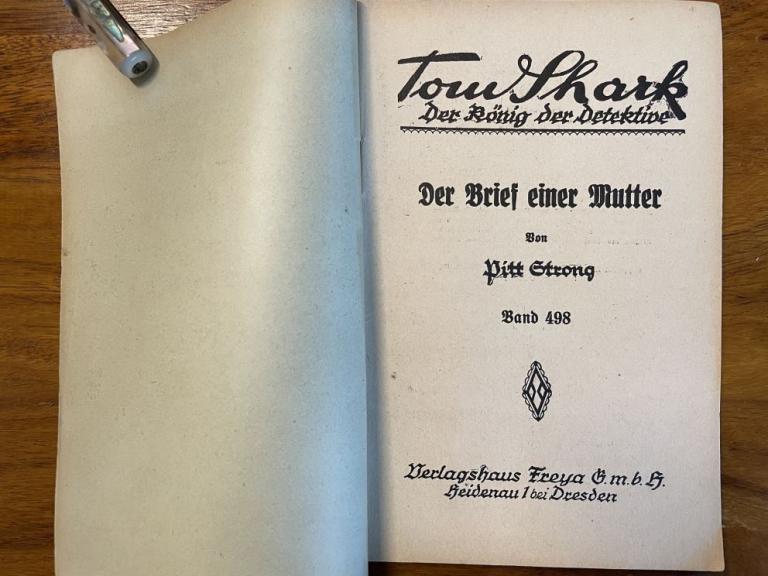 Tom Shark
Der König der Detektive
Der Brief einer Mutter
Von
Pitt Strong
Band 498
Verlagshaus Freya G.m.b.H.
Heidenau 1 bei Dresden